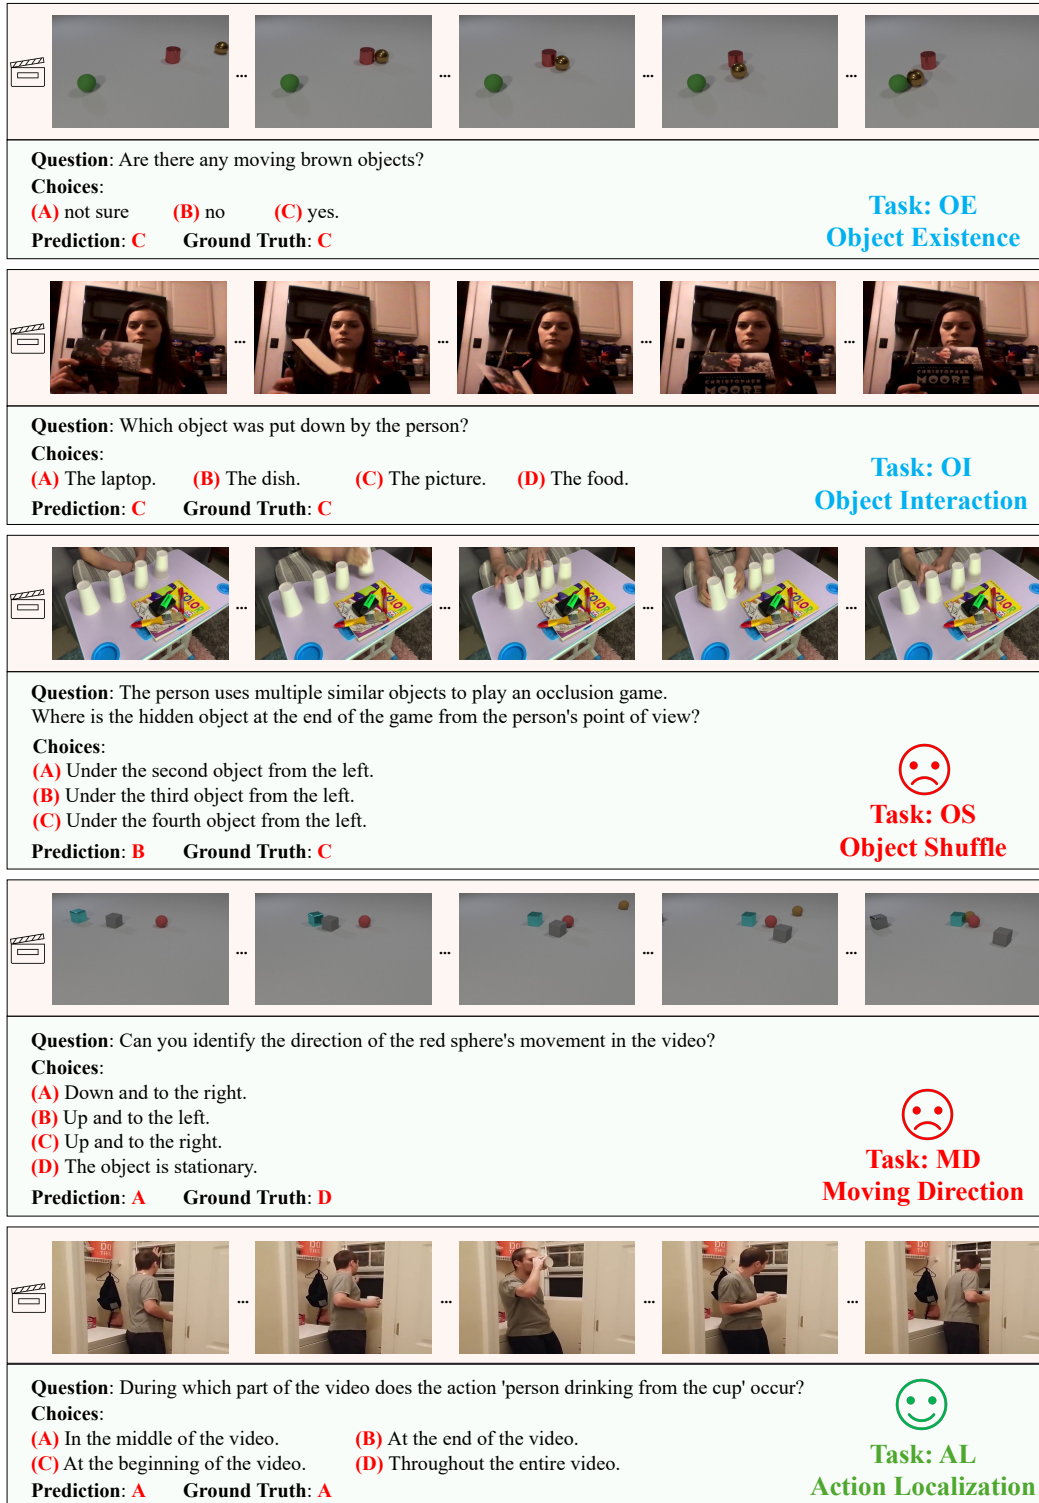 ... ... ... ...
Question: Are there any moving brown objects?
Choices:
(A) not sure (B) no (C) yes.
Prediction: C Ground Truth: C
Task: OE
Object Existence
... ... ... ...
CHRISTOPHER
MOORE
CHRISTOPHER
MOORE
Question: Which object was put down by the person?
Choices:
(A) The laptop. (B) The dish. (C) The picture. (D) The food.
Prediction: C Ground Truth: C
Task: OI
Object Interaction
... ... ... ...
Question: The person uses multiple similar objects to play an occlusion game.
Where is the hidden object at the end of the game from the person's point of view?
Choices:
(A) Under the second object from the left.
(B) Under the third object from the left.
(C) Under the fourth object from the left.
Prediction: B Ground Truth: C
Task: OS
Object Shuffle
... ... ... ...
Question: Can you identify the direction of the red sphere's movement in the video?
Choices:
(A) Down and to the right.
(B) Up and to the left.
(C) Up and to the right.
(D) The object is stationary.
Prediction: A Ground Truth: D
Task: MD
Moving Direction
... ... ... ...
Question: During which part of the video does the action 'person drinking from the cup' occur?
Choices:
(A) In the middle of the video. (B) At the end of the video.
(C) At the beginning of the video. (D) Throughout the entire video.
Prediction: A Ground Truth: A
Task: AL
Action Localization